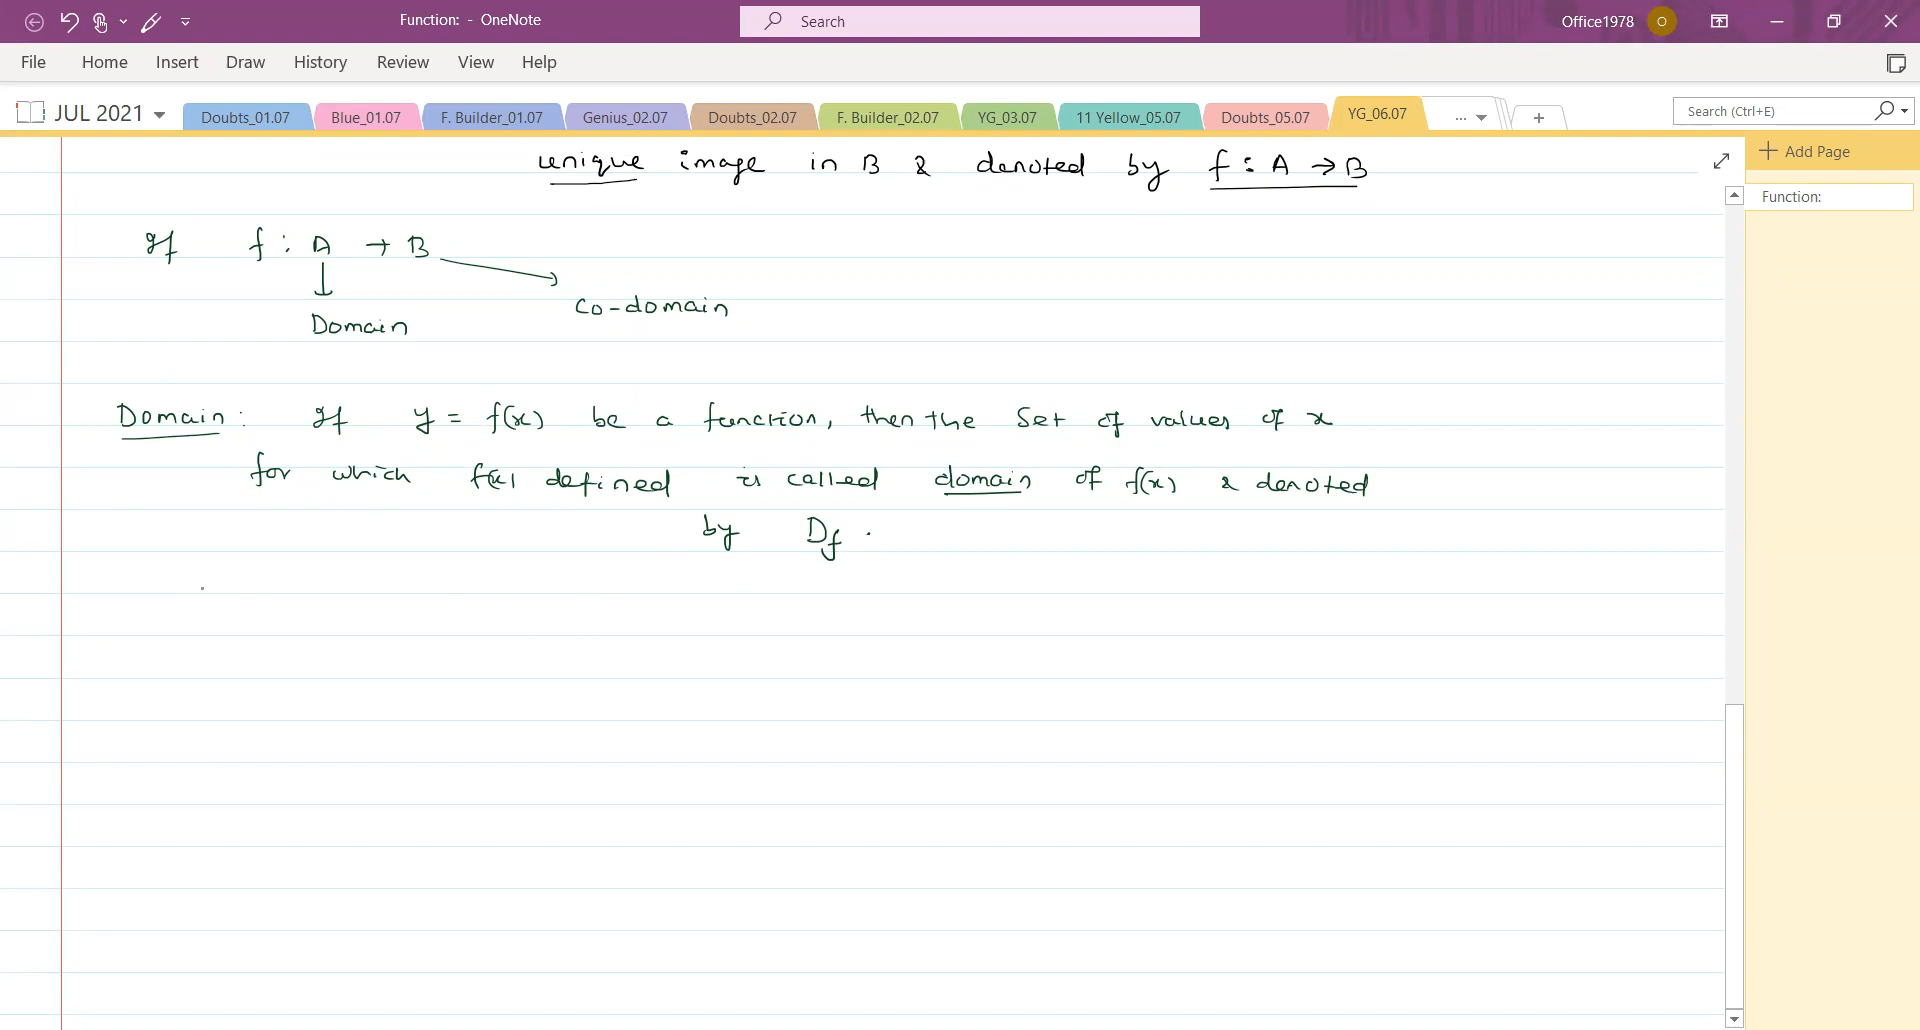 Function: - OneNote
Search
Office1978
O
File Home Insert Draw History Review View Help
JUL 2021
Doubts_01.07 Blue_01.07 F. Builder_01.07 Genius_02.07 Doubts_02.07 F. Builder_02.07 YG_03.07 11 Yellow_05.07 Doubts_05.07 YG_06.07 ... +
Search (Ctrl+E)
+ Add Page
Function:
unique image in B & denoted by f : A → B
If f : A → B
Co-domain
Domain
Domain: If y = f(x) be a function, then the Set of values of x
for which f(x) defined is called domain of f(x) & denoted
by Df .